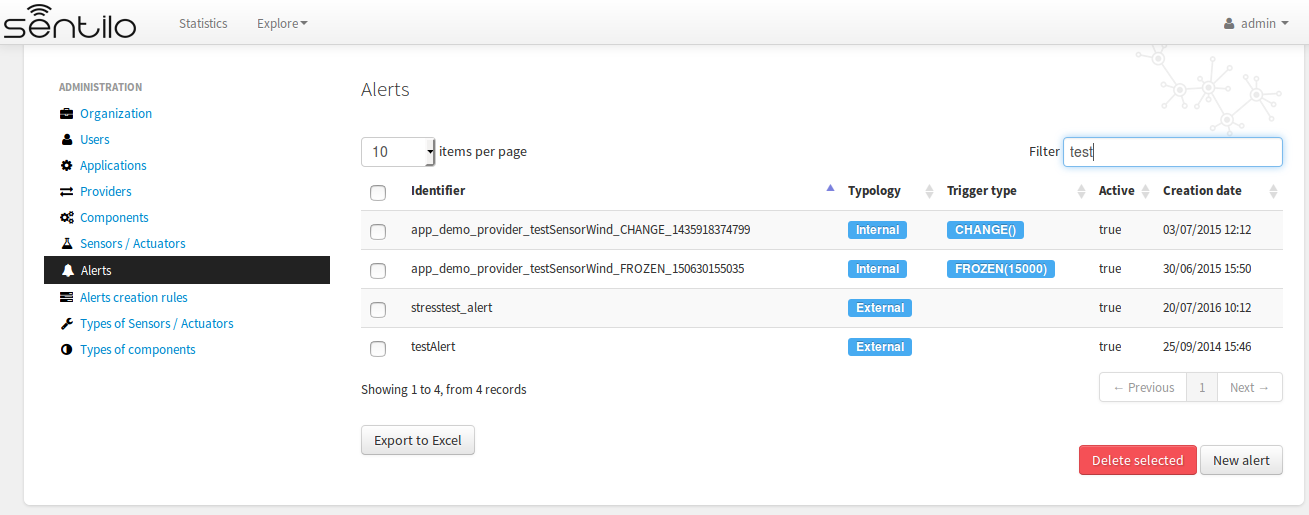 sentilo Statistics Explore admin
ADMINISTRATION
Organization
Users
Applications
Providers
Components
Sensors / Actuators
Alerts
Alerts creation rules
Types of Sensors / Actuators
Types of components
Alerts
10 items per page Filter test
Identifier Typology Trigger type Active Creation date
app_demo_provider_testSensorWind_CHANGE_1435918374799 Internal CHANGE() true 03/07/2015 12:12
app_demo_provider_testSensorWind_FROZEN_150630155035 Internal FROZEN(15000) true 30/06/2015 15:50
stresstest_alert External true 20/07/2016 10:12
testAlert External true 25/09/2014 15:46
Showing 1 to 4, from 4 records ← Previous 1 Next →
Export to Excel
Delete selected New alert